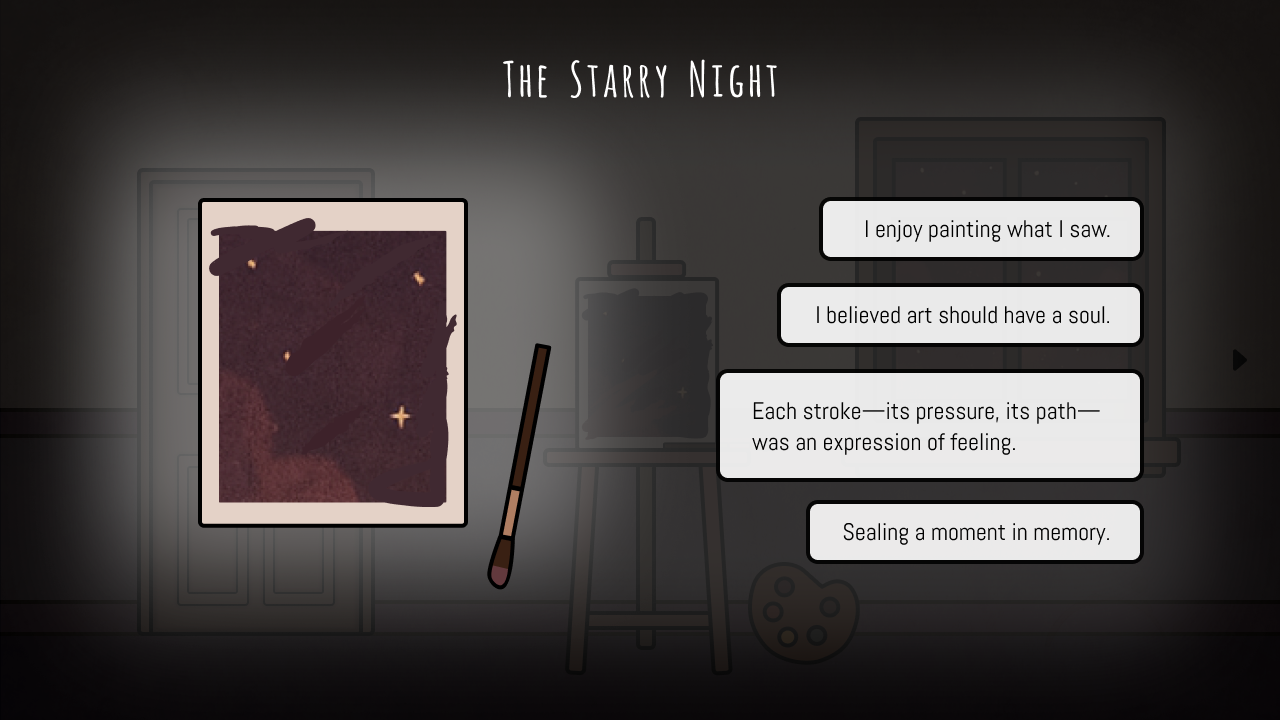 The Starry Night
I enjoy painting what I saw.
I believed art should have a soul.
Each stroke—its pressure, its path—
was an expression of feeling.
Sealing a moment in memory.